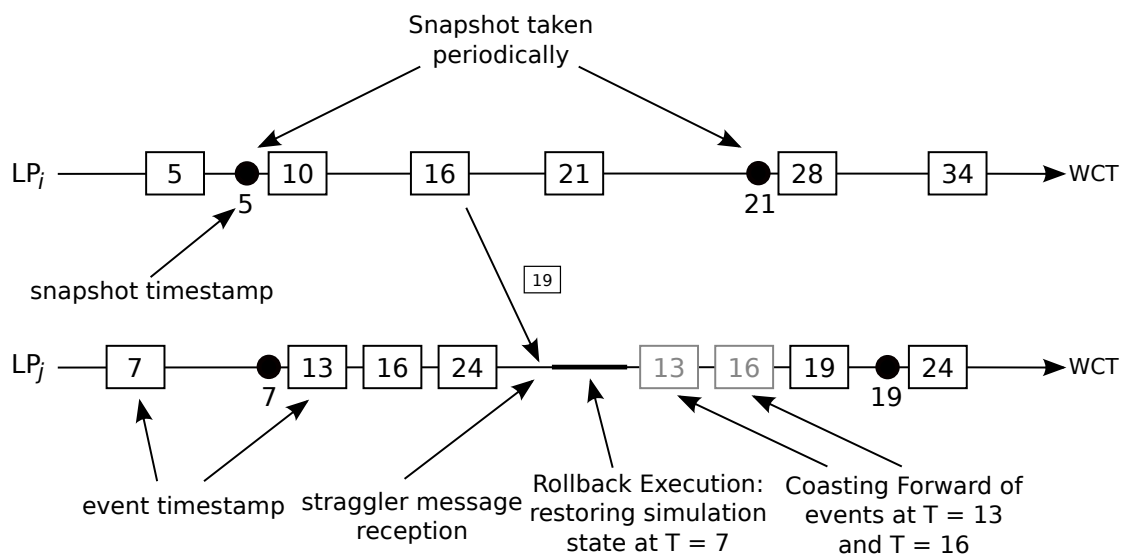 Snapshot taken
periodically
LPi 5 10 16 21 28 34 WCT
5 21
snapshot timestamp
19
LPj 7 13 16 24 13 16 19 24 WCT
7 19
event timestamp
straggler message
reception
Rollback Execution:
restoring simulation
state at T = 7
Coasting Forward of
events at T = 13
and T = 16